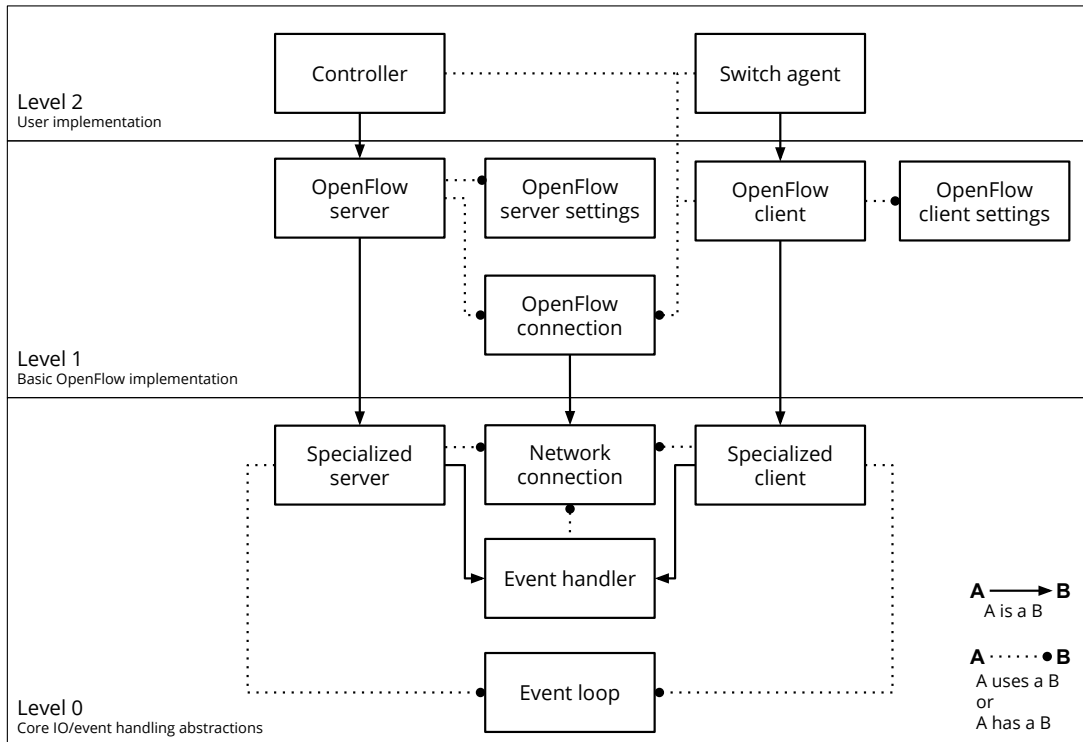 Controller
Switch agent
Level 2
User implementation
OpenFlow
server
OpenFlow
server settings
OpenFlow
client
OpenFlow
client settings
OpenFlow
connection
Level 1
Basic OpenFlow implementation
Specialized
server
Network
connection
Specialized
client
Event handler
A B
A is a B
A B
A uses a B
or
A has a B
Event loop
Level 0
Core IO/event handling abstractions